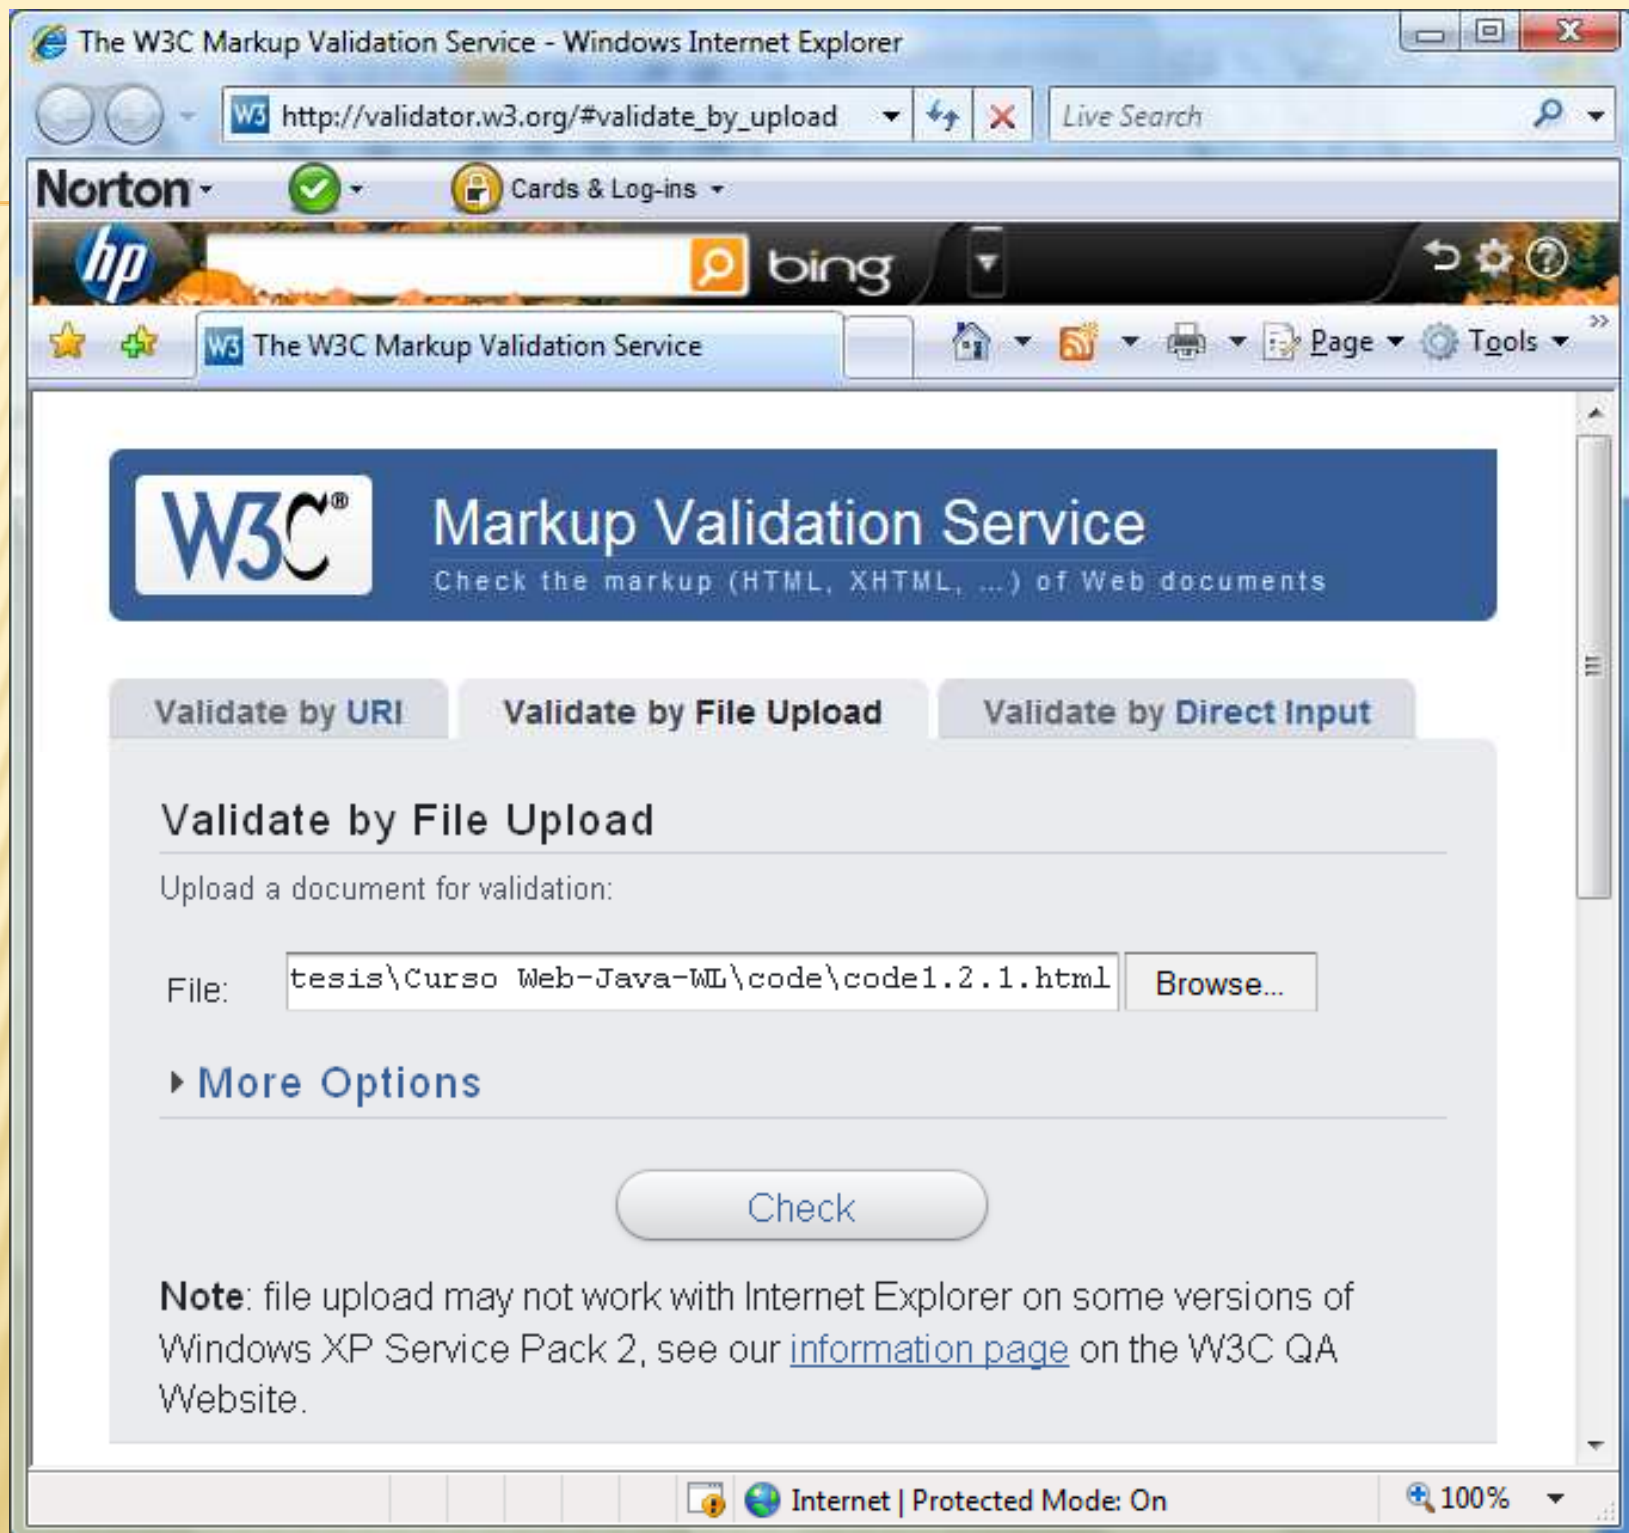 The W3C Markup Validation Service - Windows Internet Explorer
W3 http://validator.w3.org/#validate_by_upload Live Search
Norton Cards & Log-ins
hp bing
W3 The W3C Markup Validation Service Page Tools
W3C® Markup Validation Service
Check the markup (HTML, XHTML, ...) of Web documents
Validate by URI Validate by File Upload Validate by Direct Input
Validate by File Upload
Upload a document for validation:
File: tesis\Curso Web-Java-WL\code\code1.2.1.html Browse...
More Options
Check
Note: file upload may not work with Internet Explorer on some versions of
Windows XP Service Pack 2, see our information page on the W3C QA
Website.
Internet | Protected Mode: On 100%